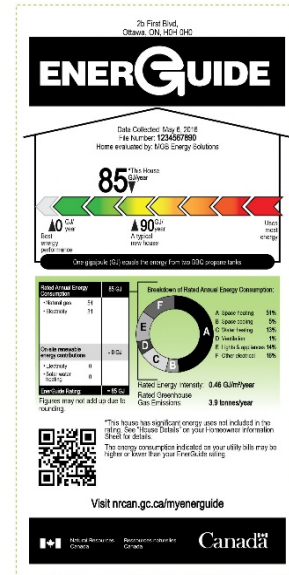 2b First Blvd,
Ottawa, ON, H0H 0H0
ENERGUIDE
Data Collected: May 6, 2016
File Number: 1234567890
Home evaluated by: MGB Energy Solutions
85 *This House
GJ/year
0 GJ/
year
Best
energy
performance
90 GJ/
year
A typical
new house
Uses
most
energy
One gigajoule (GJ) equals the energy from two BBQ propane tanks
Rated Annual Energy
Consumption
85 GJ
• Natural gas
• Electricity
On-site renewable
energy contributions
- 0 GJ
• Electricity 0
• Solar water
heating 0
EnerGuide Rating = 85 GJ
Figures may not add up due to
rounding.
Breakdown of Rated Annual Energy Consumption:
F
E
D
C
B
A
A Space heating 51%
B Space cooling 5%
C Water heating 13%
D Ventilation 1%
E Lights & appliances 14%
F Other electrical 16%
Rated Energy Intensity: 0.46 GJ/m²/year
Rated Greenhouse
Gas Emissions 3.9 tonnes/year
*This house has significant energy uses not included in the
rating. See "House Details" on your Homeowner Information
Sheet for details.
The energy consumption indicated on your utility bills may be
higher or lower than your EnerGuide rating.
Visit nrcan.gc.ca/myenerguide
Natural Resources
Canada
Ressources naturelles
Canada
Canada